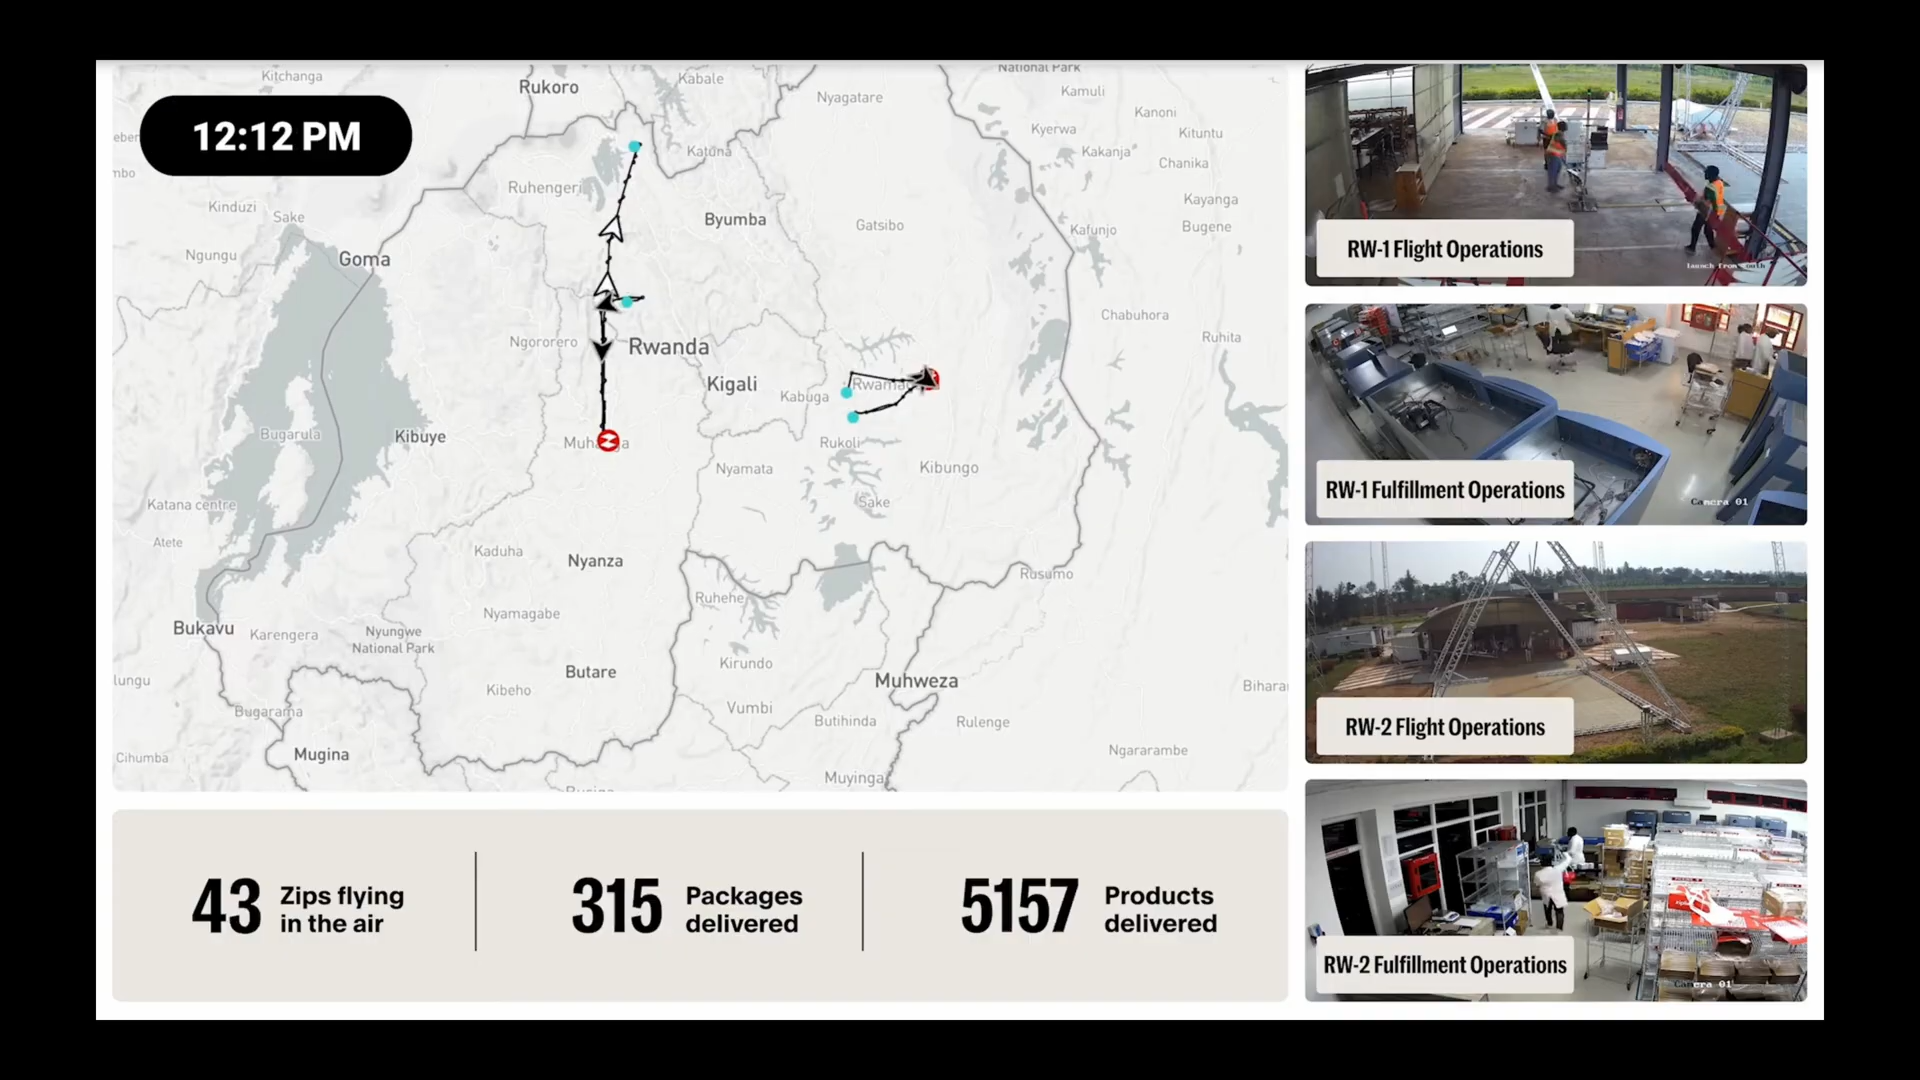 12:12 PM
Kitchanga
Rukoro
Kabale
National Park
Nyagatare
Kamuli
Kanoni
Kyerwa
Kituntu
Katuna
Kakanja
Chanika
Ruhengeri
Kinduzi
Sake
Byumba
Gatsibo
Kayanga
Kafunjo
Bugene
Ngungu
Goma
Chabuhora
Ngororero
Rwanda
Ruhita
Kigali
Kabuga
Bugarula
Kibuye
Rukoli
Nyamata
Kibungo
Katana centre
Sake
Atete
Kaduha
Nyanza
Rusumo
Ruhehe
Nyamagabe
Bukavu
Karengera
Nyungwe
National Park
Kirundo
Butare
Kibeho
Muhweza
Bugarama
Vumbi
Butihinda
Rulenge
Cihumba
Mugina
Ngararambe
Muyinga
43
Zips flying
in the air
315
Packages
delivered
5157
Products
delivered
RW-1 Flight Operations
RW-1 Fulfillment Operations
Camera 01
RW-2 Flight Operations
RW-2 Fulfillment Operations
Camera 01